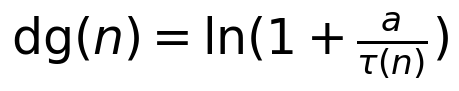 dg(n) = ln(1 + a/τ(n))